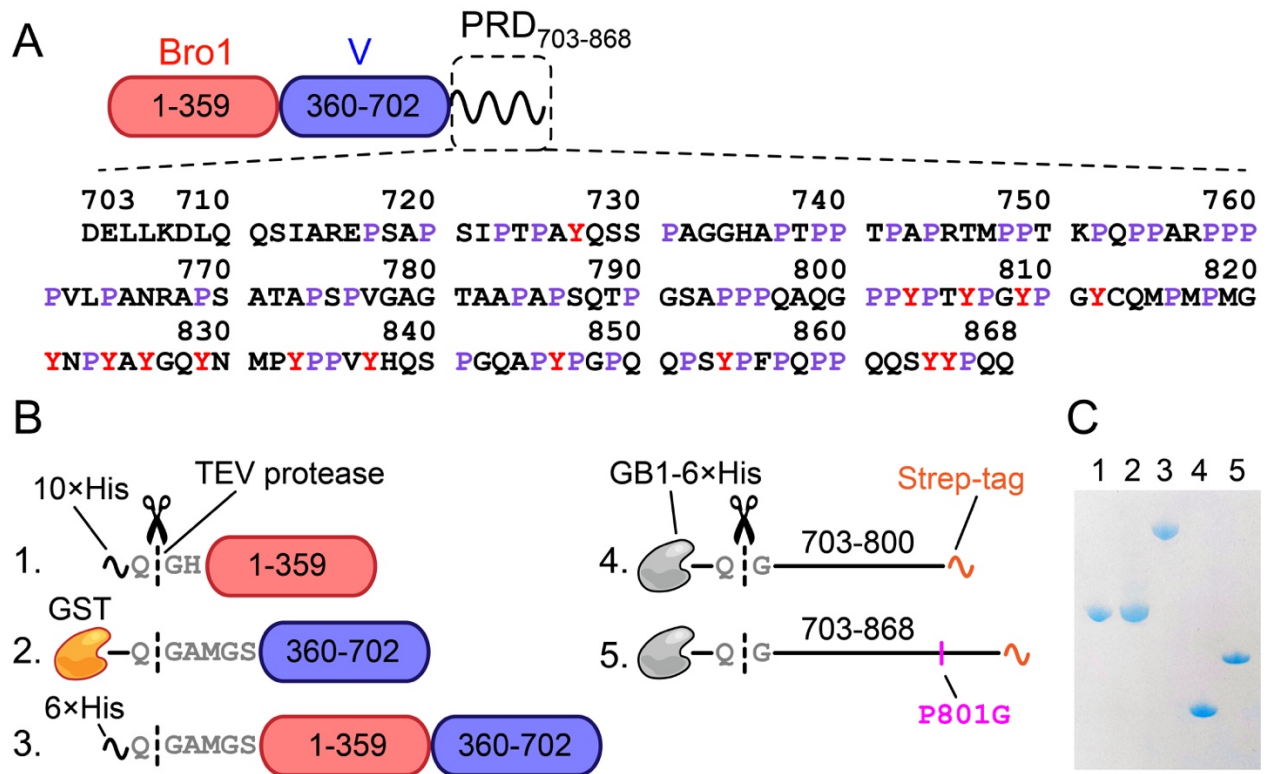 A
Bro1 V PRD703-868
1-359 360-702
703 710 720 730 740 750 760
DELLKDLQ QSIAREPSAP SIPTPAYQSS PAGGHAPTPP TPAPRTMPPT KPQPPARPPP
770 780 790 800 810 820
PVLPANRAPS ATAPSPVGAG TAAPAPSQTP GSAPPPQAQG PPYPTYPGYP GYCQMPMPMG
830 840 850 860 868
YNPYAYGQYN MPYPPVYHQS PGQAPYPGPQ QPSYPFPQPP QQSYYPQQ
B
10×His TEV protease
1. Q GH 1-359
GST
2. Q GAMGS 360-702
6×His
3. Q GAMGS 1-359 360-702
GB1-6×His Strep-tag
4. Q G 703-800
5. Q G 703-868
P801G
C
1 2 3 4 5